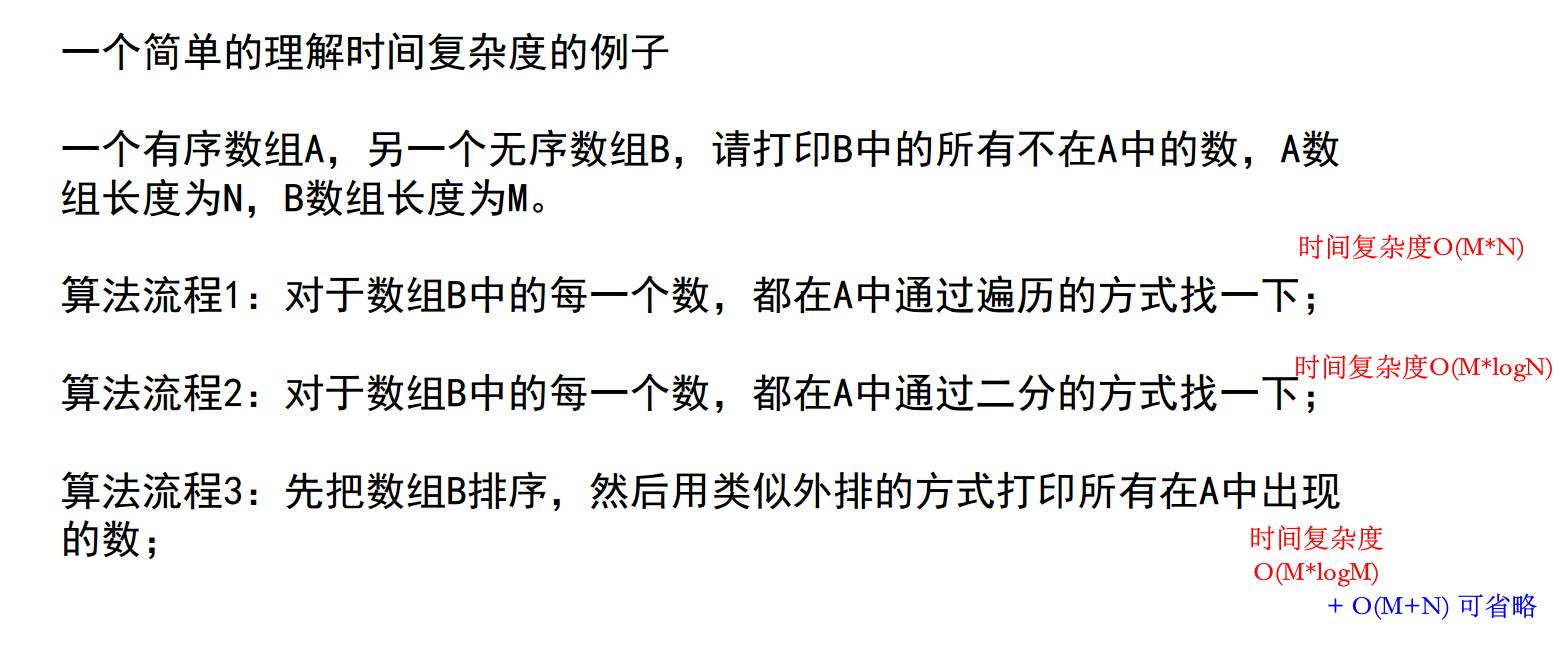 一个简单的理解时间复杂度的例子
一个有序数组A，另一个无序数组B，请打印B中的所有不在A中的数，A数
组长度为N，B数组长度为M。
时间复杂度O(M*N)
算法流程1：对于数组B中的每一个数，都在A中通过遍历的方式找一下；
时间复杂度O(M*logN)
算法流程2：对于数组B中的每一个数，都在A中通过二分的方式找一下；
算法流程3：先把数组B排序，然后用类似外排的方式打印所有在A中出现
的数；
时间复杂度
O(M*logM)
+ O(M+N) 可省略